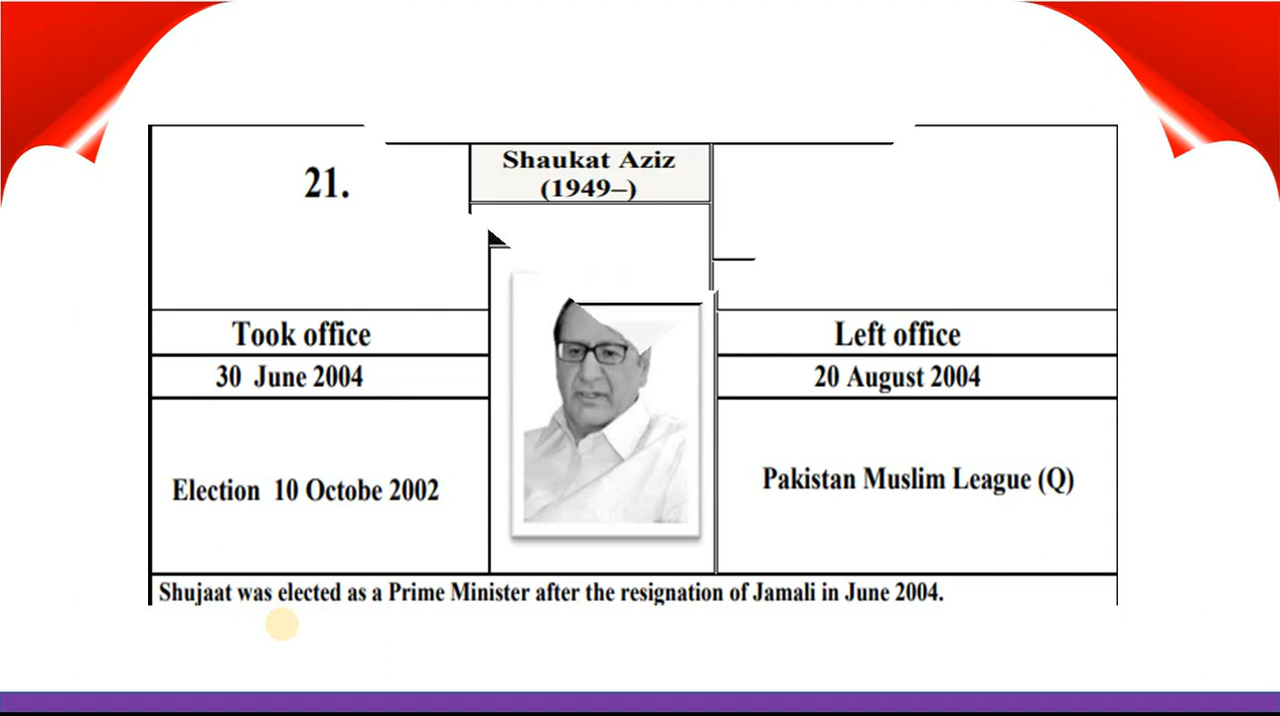 21.
Shaukat Aziz
(1949–)
Took office
Left office
30 June 2004
20 August 2004
Election 10 Octobe 2002
Pakistan Muslim League (Q)
Shujaat was elected as a Prime Minister after the resignation of Jamali in June 2004.